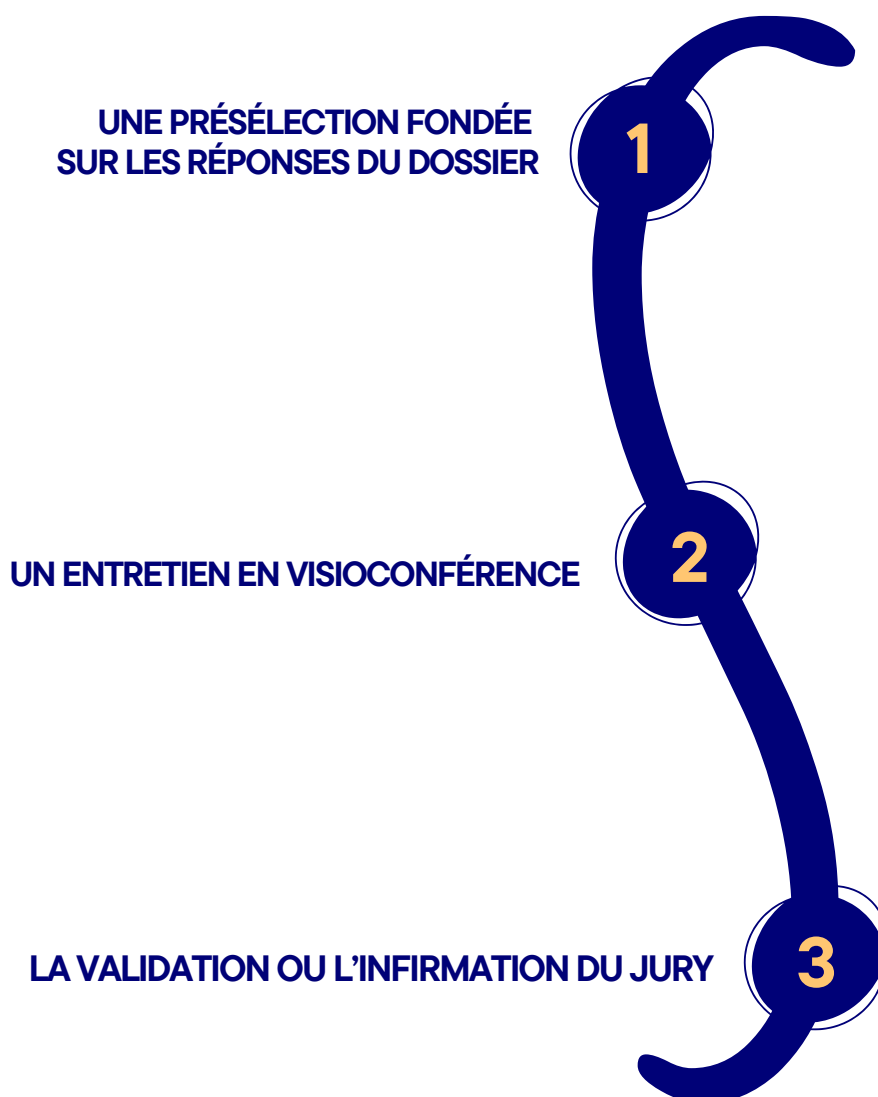 UNE PRÉSÉLECTION FONDÉE
SUR LES RÉPONSES DU DOSSIER
1
UN ENTRETIEN EN VISIOCONFÉRENCE
2
LA VALIDATION OU L’INFIRMATION DU JURY
3